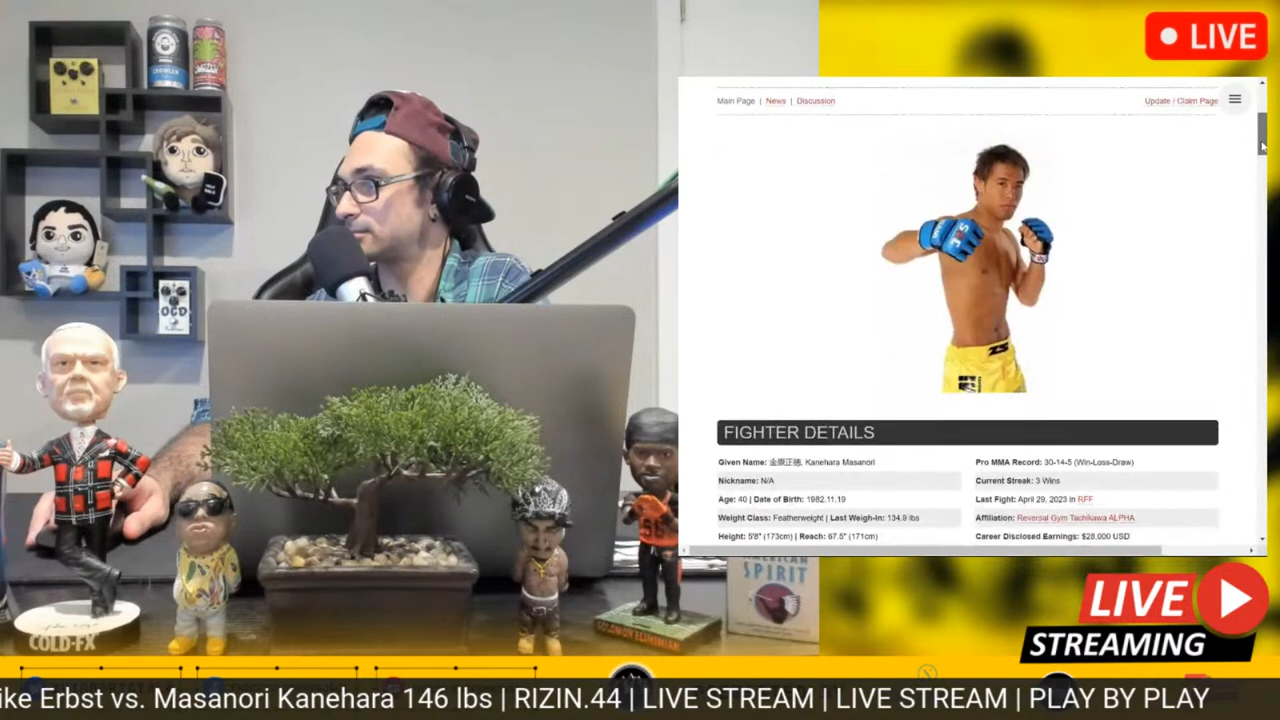 LIVE
Main Page | News | Discussion
Update / Claim Page
FIGHTER DETAILS
Given Name: 金原正徳, Kanehara Masanori
Pro MMA Record: 30-14-5 (Win-Loss-Draw)
Nickname: N/A
Current Streak: 3 Wins
Age: 40 | Date of Birth: 1982.11.19
Last Fight: April 29, 2023 in RFF
Weight Class: Featherweight | Last Weigh-In: 134.9 lbs
Affiliation: Reversal Gym Tachikawa ALPHA
Height: 5'8" (173cm) | Reach: 67.5" (171cm)
Career Disclosed Earnings: $28,000 USD
CROWLER
OCD
COLD-FX
SOLOMON ELIMIMIAN
SPIRIT
LIVE
STREAMING
ike Erbst vs. Masanori Kanehara 146 lbs | RIZIN.44 | LIVE STREAM | LIVE STREAM | PLAY BY PLAY